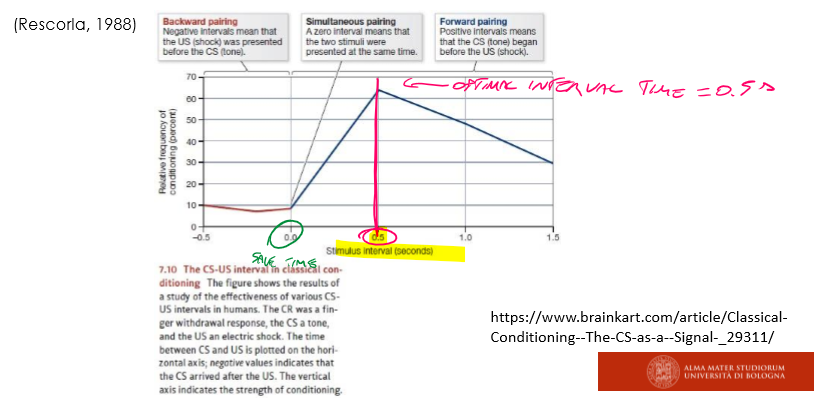 (Rescorla, 1988)
Backward pairing
Negative intervals mean that
the US (shock) was presented
before the CS (tone).
Simultaneous pairing
A zero interval means that
the two stimuli were
presented at the same time.
Forward pairing
Positive intervals means
that the CS (tone) began
before the US (shock).
OPTIMAL INTERVAL TIME = 0.5 s
Relative frequency of
conditioning (percent)
70
60
50
40
30
20
10
0
–0.5
0.0
0.5
1.0
1.5
Stimulus interval (seconds)
SAME TIME
7.10 The CS-US interval in classical con-
ditioning The figure shows the results of
a study of the effectiveness of various CS-
US intervals in humans. The CR was a fin-
ger withdrawal response, the CS a tone,
and the US an electric shock. The time
between CS and US is plotted on the hori-
zontal axis; negative values indicates that
the CS arrived after the US. The vertical
axis indicates the strength of conditioning.
https://www.brainkart.com/article/Classical-
Conditioning--The-CS-as-a--Signal-_29311/
ALMA MATER STUDIORUM
UNIVERSITÀ DI BOLOGNA